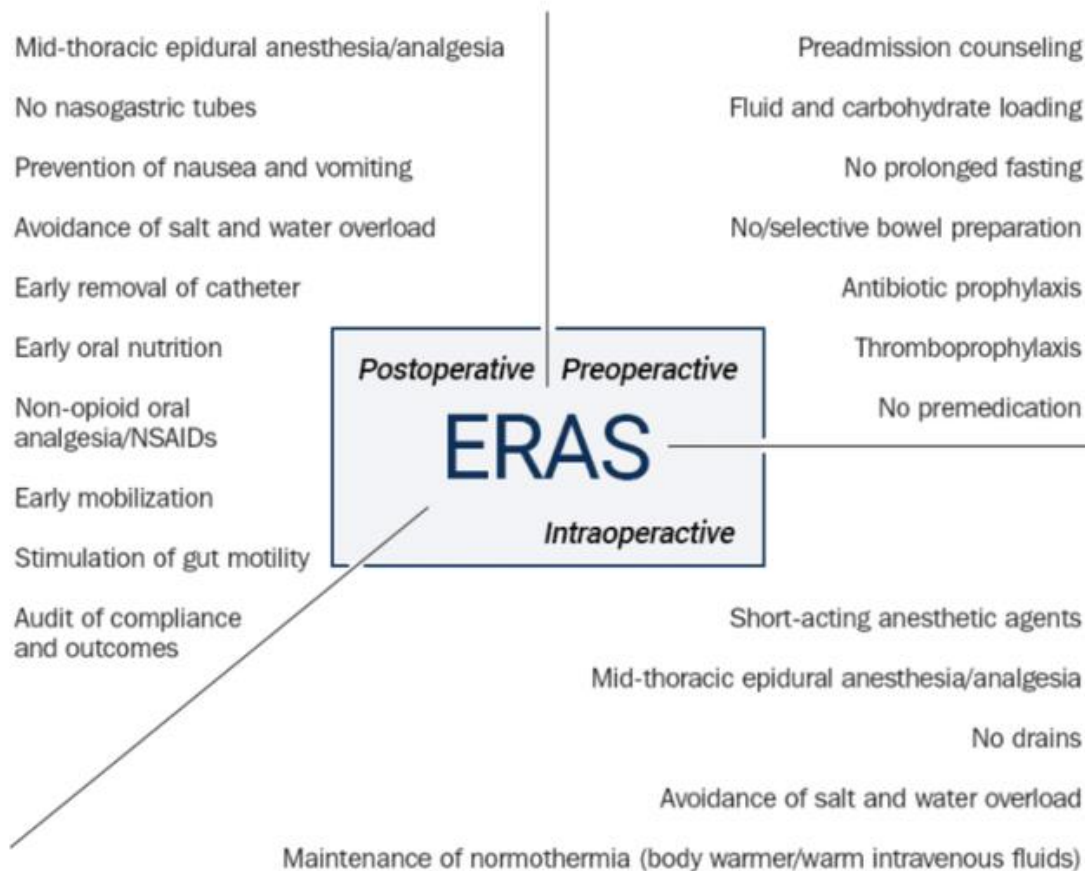 Mid-thoracic epidural anesthesia/analgesia
No nasogastric tubes
Prevention of nausea and vomiting
Avoidance of salt and water overload
Early removal of catheter
Early oral nutrition
Non-opioid oral
analgesia/NSAIDs
Early mobilization
Stimulation of gut motility
Audit of compliance
and outcomes
Preadmission counseling
Fluid and carbohydrate loading
No prolonged fasting
No/selective bowel preparation
Antibiotic prophylaxis
Thromboprophylaxis
No premedication
Postoperative
Preoperactive
ERAS
Intraoperactive
Short-acting anesthetic agents
Mid-thoracic epidural anesthesia/analgesia
No drains
Avoidance of salt and water overload
Maintenance of normothermia (body warmer/warm intravenous fluids)